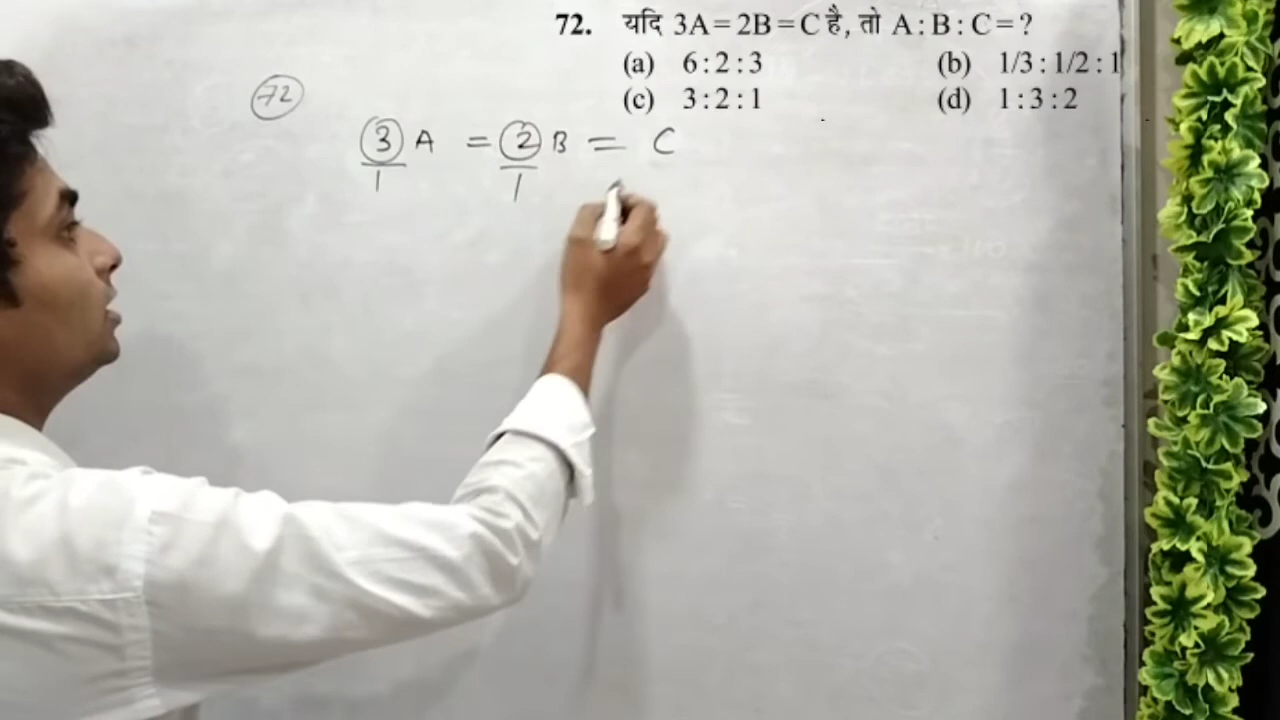 72. यदि 3A = 2B = C है, तो A : B : C = ?
(a) 6 : 2 : 3 (b) 1/3 : 1/2 : 1
(c) 3 : 2 : 1 (d) 1 : 3 : 2
72
3 A = 2 B = C
1 1